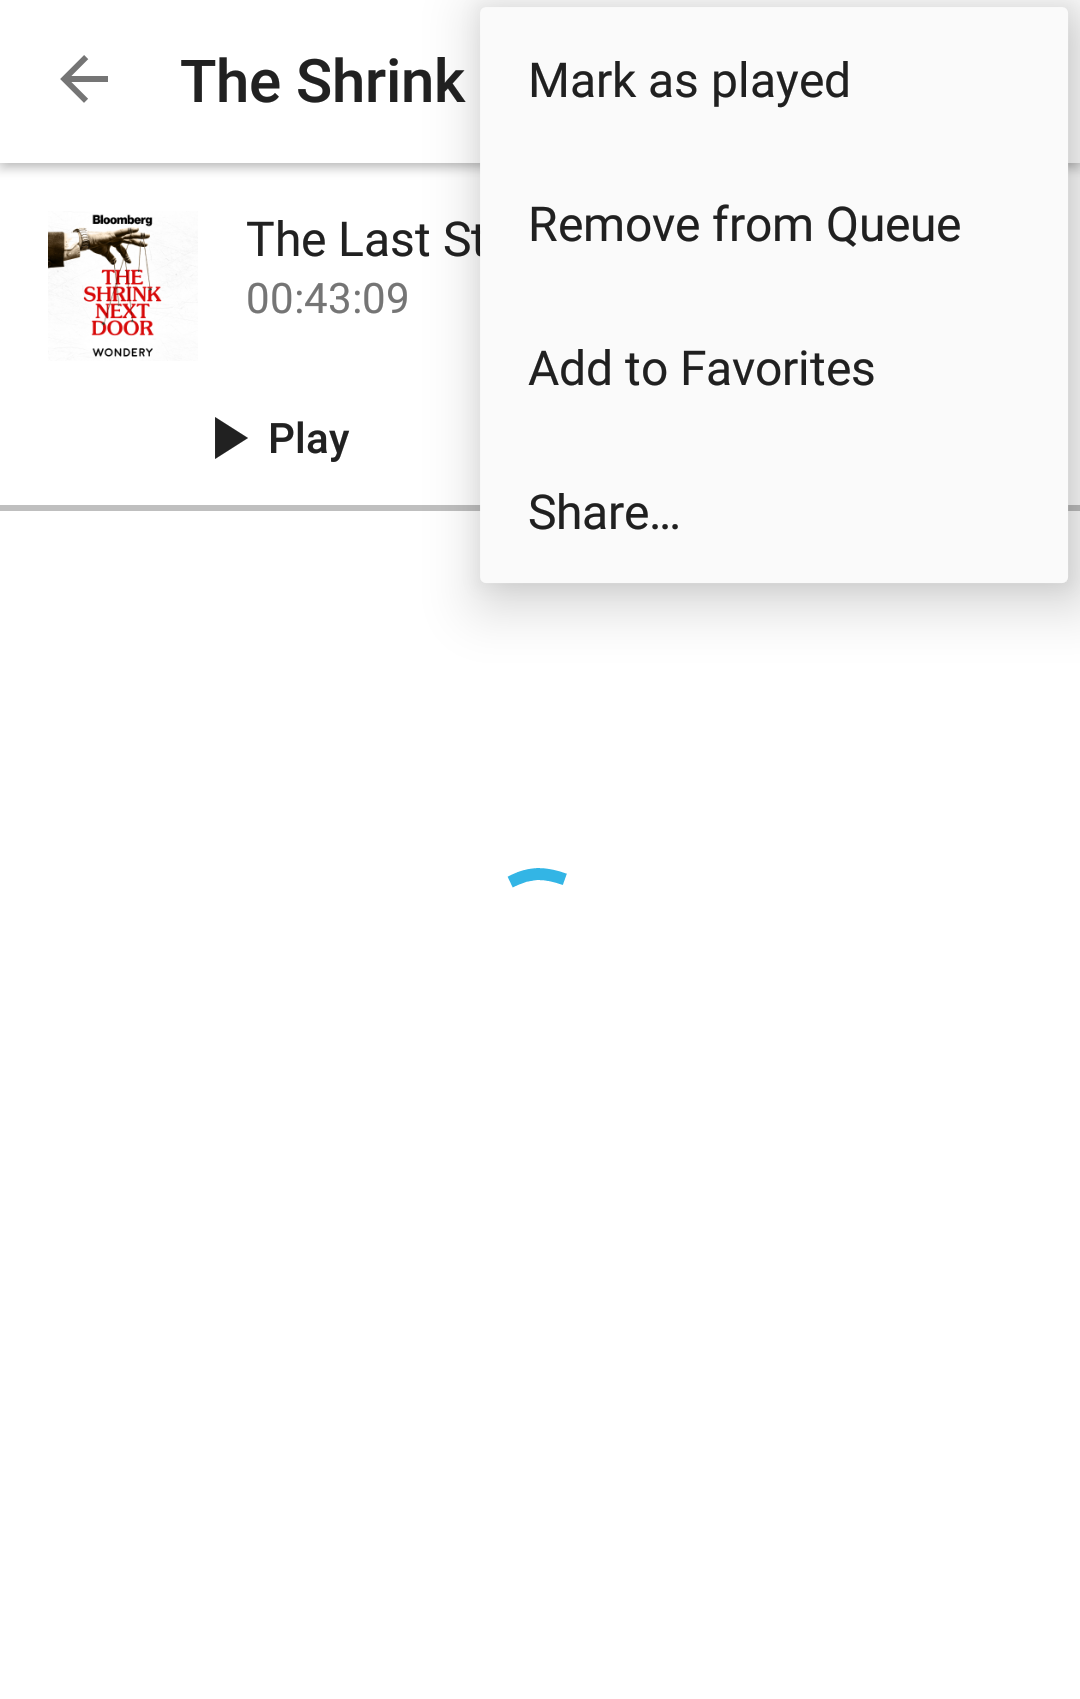 The Shrink
Mark as played
Remove from Queue
Add to Favorites
Share...
Bloomberg
THE
SHRINK
NEXT
DOOR
WONDERY
The Last
00:43:09
Play